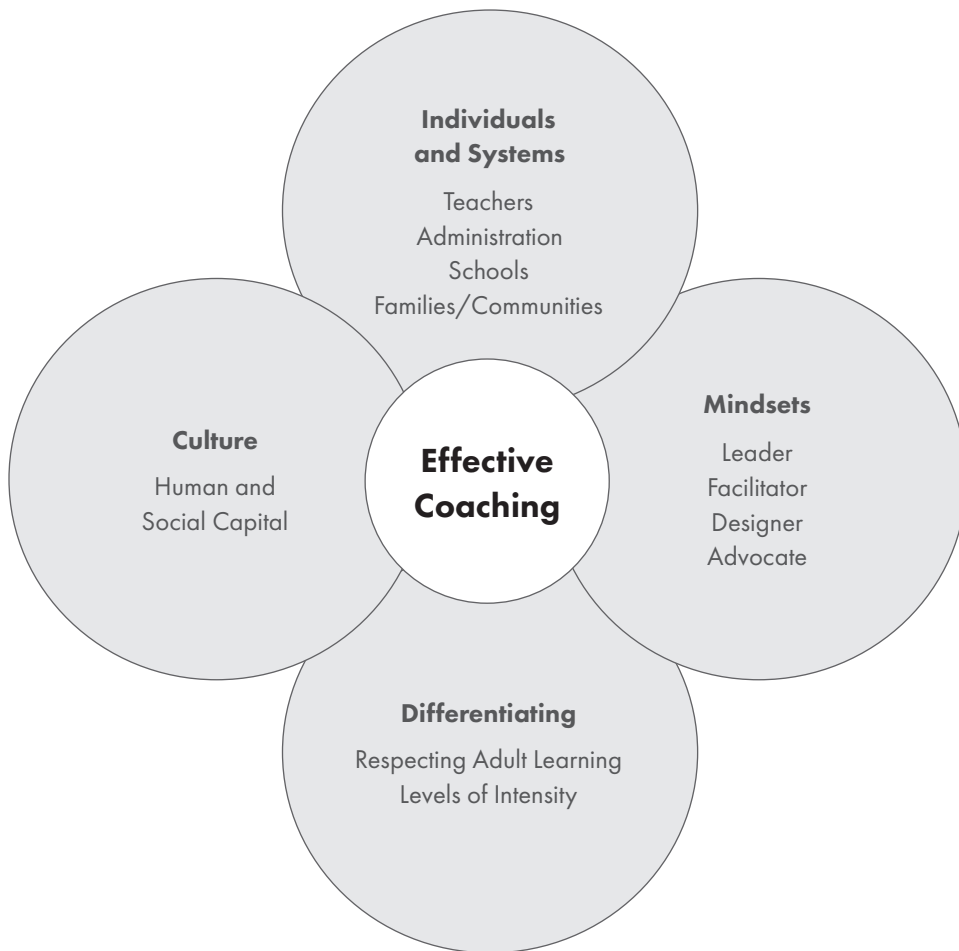 Individuals
and Systems
Teachers
Administration
Schools
Families/Communities
Culture
Human and
Social Capital
Effective
Coaching
Mindsets
Leader
Facilitator
Designer
Advocate
Differentiating
Respecting Adult Learning
Levels of Intensity